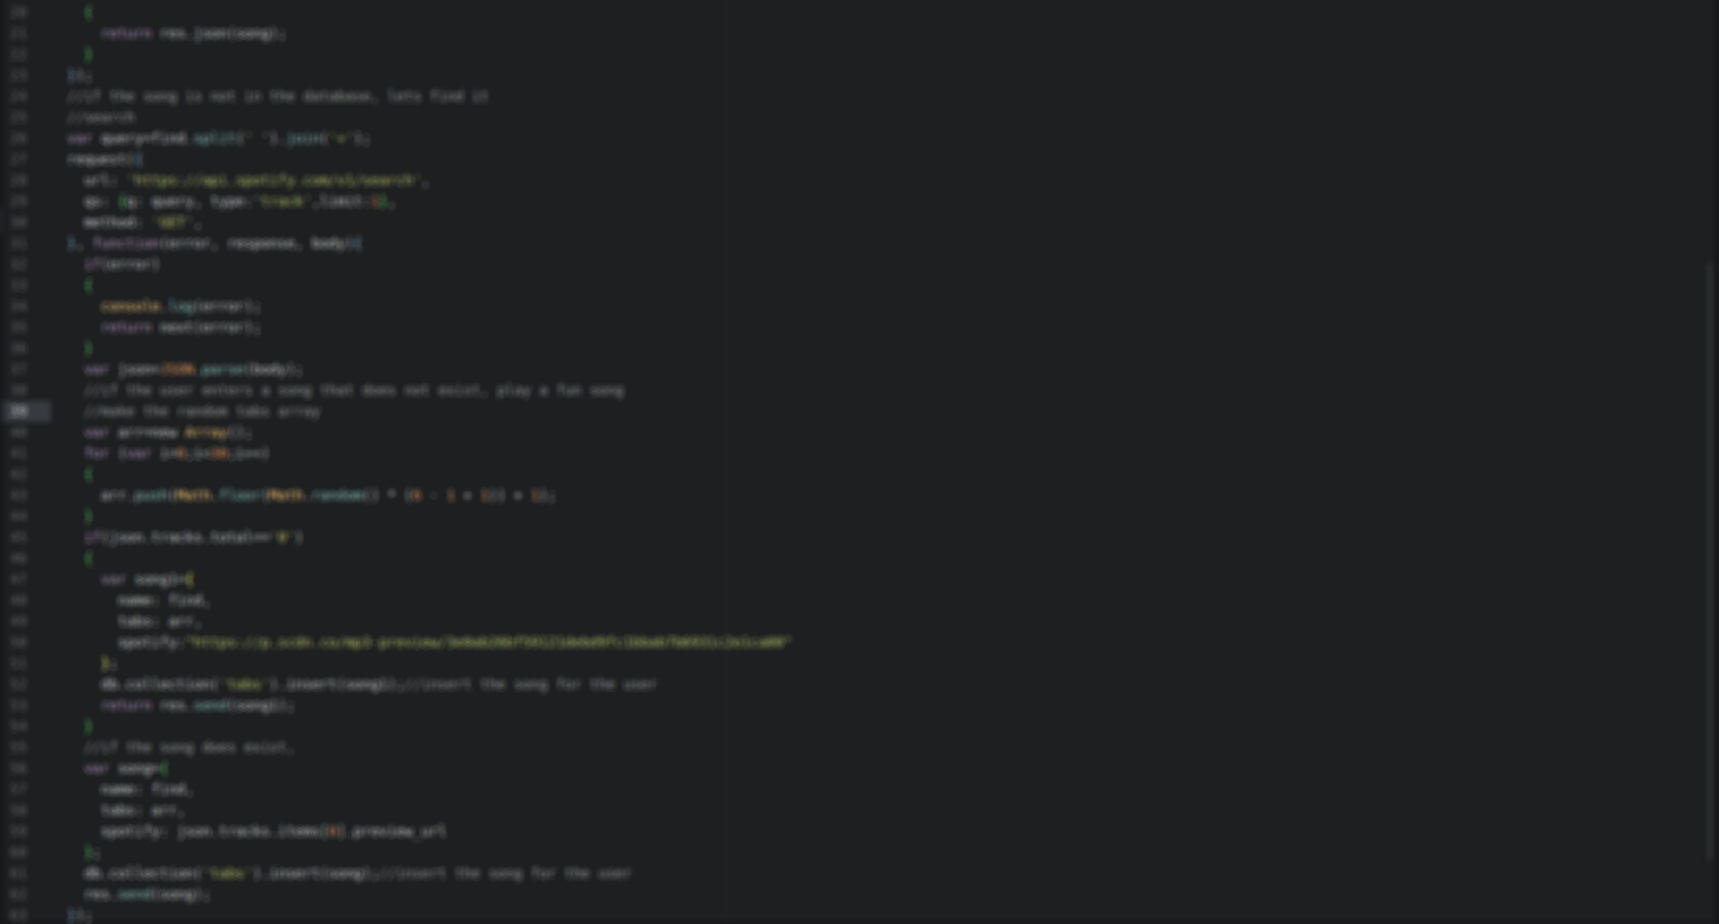 20 {
21 return res.json(song);
22 }
23 });
24 //if the song is not in the database, lets find it
25 //search
26 var query=find.split(' ').join('+');
27 request({
28 url: 'https://api.spotify.com/v1/search',
29 qs: {q: query, type:'track',limit:1},
30 method: 'GET',
31 }, function(error, response, body){
32 if(error)
33 {
34 console.log(error);
35 return next(error);
36 }
37 var json=JSON.parse(body);
38 //if the user enters a song that does not exist, play a fun song
39 //make the random tabs array
40 var arr=new Array();
41 for (var i=0;i<30;i++)
42 {
43 arr.push(Math.floor(Math.random() * (6 - 1 + 1)) + 1);
44 }
45 if(json.tracks.total=='0')
46 {
47 var song1={
48 name: find,
49 tabs: arr,
50 spotify:
51 };
52 db.collection('tabs').insert(song1);//insert the song for the user
53 return res.send(song1);
54 }
55 //if the song does exist,
56 var song={
57 name: find,
58 tabs: arr,
59 spotify: json.tracks.items[0].preview_url
60 };
61 db.collection('tabs').insert(song);//insert the song for the user
62 res.send(song);
63 });